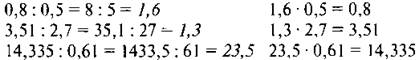 0,8 : 0,5 = 8 : 5 = 1,6 1,6 · 0,5 = 0,8
3,51 : 2,7 = 35,1 : 27 = 1,3 1,3 · 2,7 = 3,51
14,335 : 0,61 = 1433,5 : 61 = 23,5 23,5 · 0,61 = 14,335